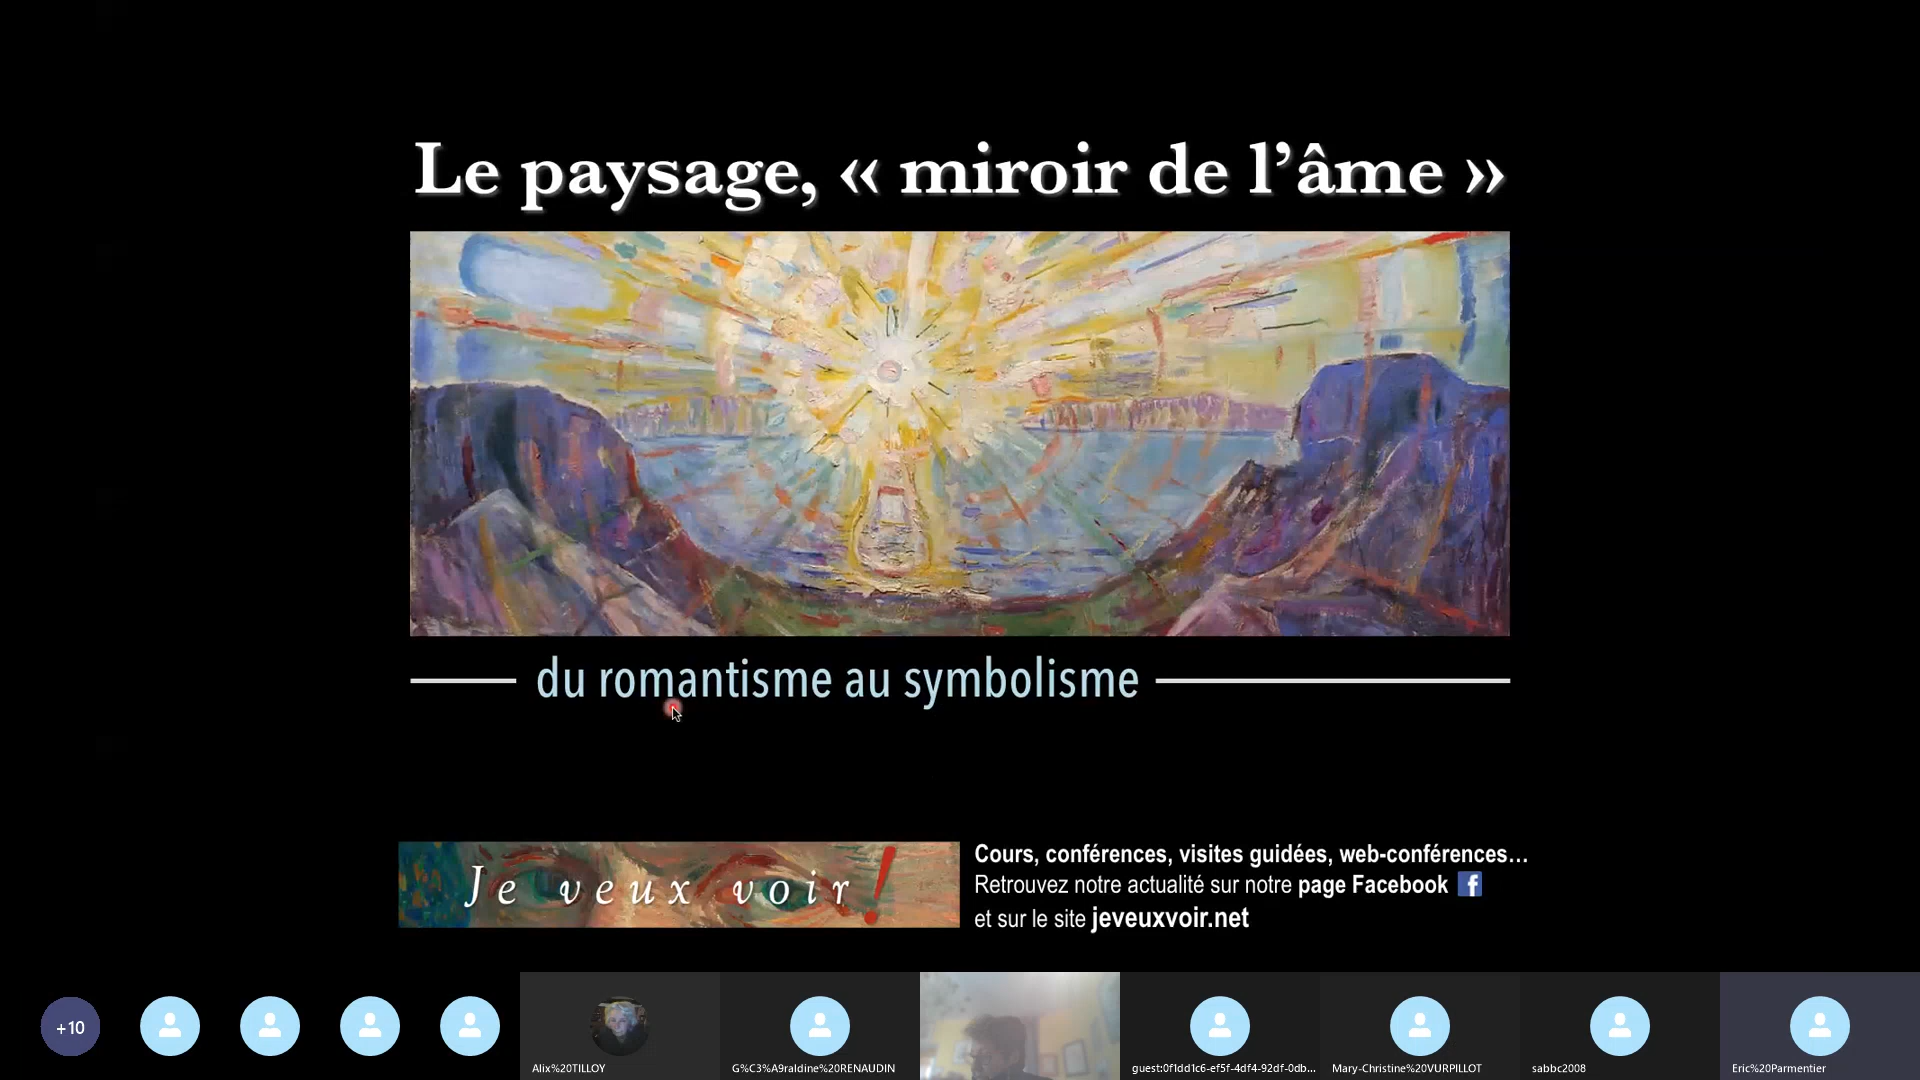 Le paysage, « miroir de l’âme »
du romantisme au symbolisme
Je veux voir!
Cours, conférences, visites guidées, web-conférences…
Retrouvez notre actualité sur notre page Facebook f
et sur le site jeveuxvoir.net
+10
Alix%20TILLOY
G%C3%A9raldine%20RENAUDIN
guest:0f1dd1c6-ef5f-4df4-92df-0db...
Mary-Christine%20VURPILLOT
sabbc2008
Eric%20Parmentier